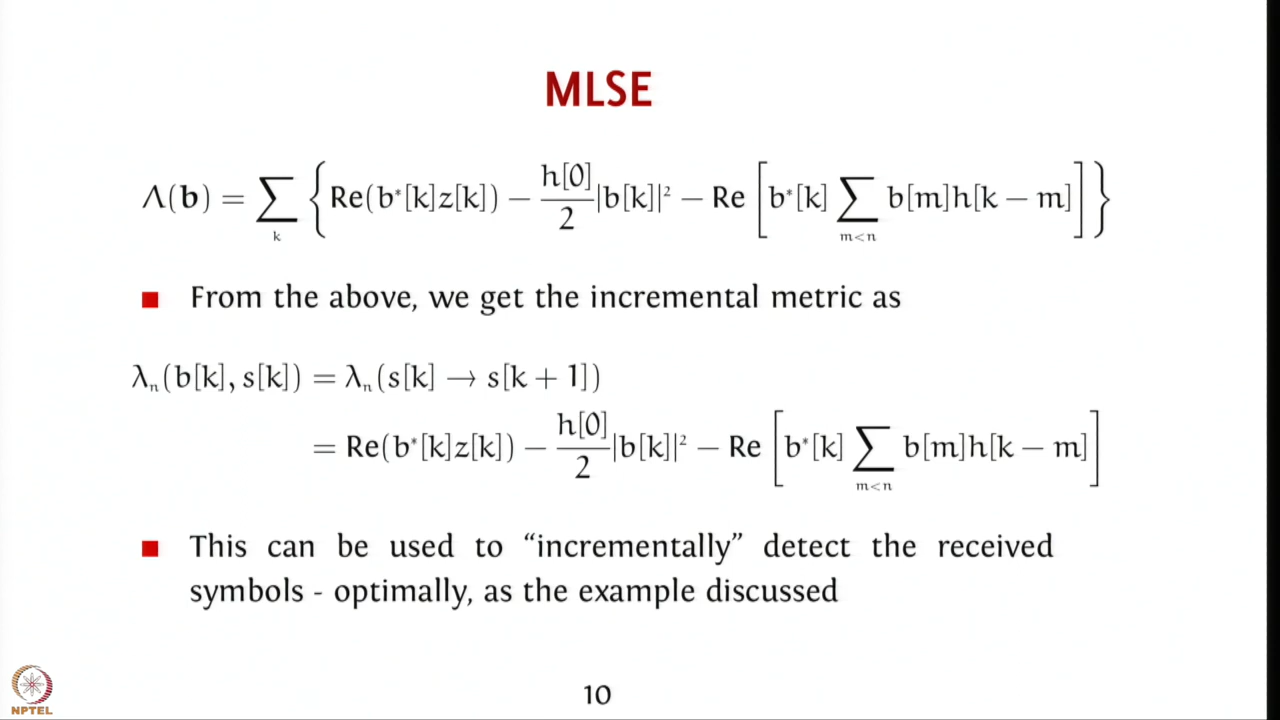 MLSE
Λ(b) = ∑_k { Re(b*[k]z[k]) − h[0]/2 |b[k]|² − Re [ b*[k] ∑_{m<n} b[m]h[k − m] ] }
From the above, we get the incremental metric as
λₙ(b[k], s[k]) = λₙ(s[k] → s[k + 1])
= Re(b*[k]z[k]) − h[0]/2 |b[k]|² − Re [ b*[k] ∑_{m<n} b[m]h[k − m] ]
This can be used to “incrementally” detect the received
symbols - optimally, as the example discussed
NPTEL
10